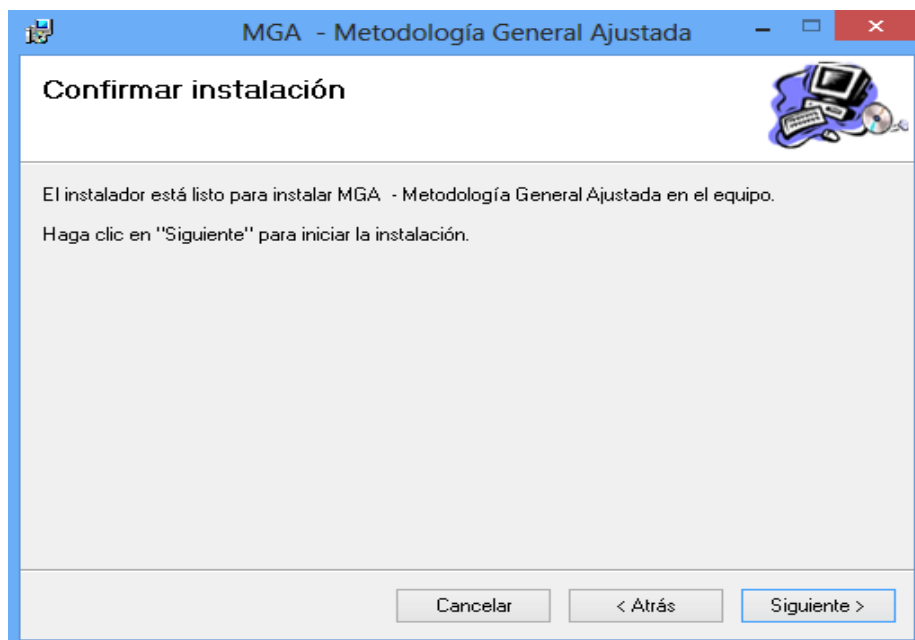 MGA - Metodología General Ajustada
Confirmar instalación
El instalador está listo para instalar MGA - Metodología General Ajustada en el equipo.
Haga clic en "Siguiente" para iniciar la instalación.
Cancelar
< Atrás
Siguiente >